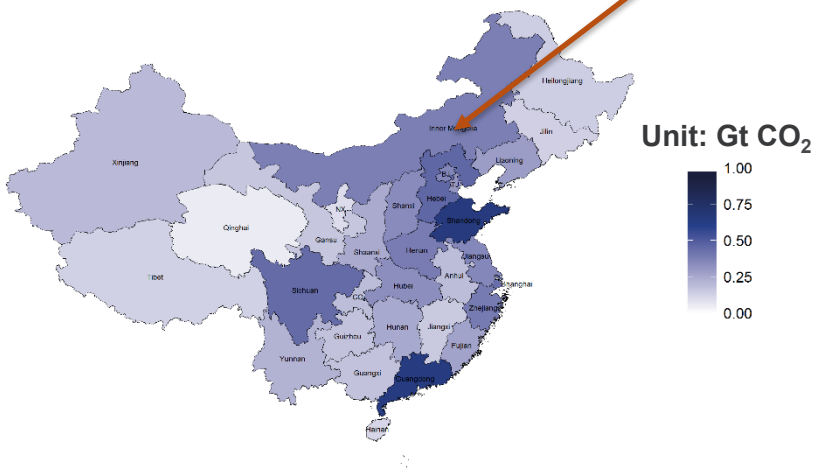 Heilongjiang
Inner Mongolia
Jilin
Unit: Gt CO₂
Xinjiang
Liaoning
1.00
BJ
TJ
Hebei
Shanxi
0.75
NX
Shandong
Qinghai
Gansu
Shaanxi
Henan
Jiangsu
0.50
Tibet
Anhui
Shanghai
Sichuan
Hubei
0.25
CQ
Zhejiang
0.00
Hunan
Jiangxi
Guizhou
Fujian
Yunnan
Guangxi
Guangdong
Hainan